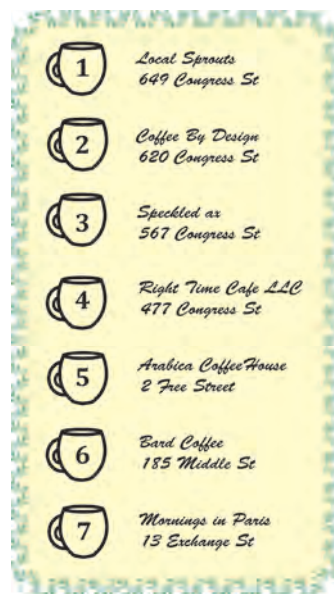 1
Local Sprouts
649 Congress St
2
Coffee By Design
620 Congress St
3
Speckled ax
567 Congress St
4
Right Time Cafe LLC
477 Congress St
5
Arabica CoffeeHouse
2 Free Street
6
Bard Coffee
185 Middle St
7
Mornings in Paris
13 Exchange St